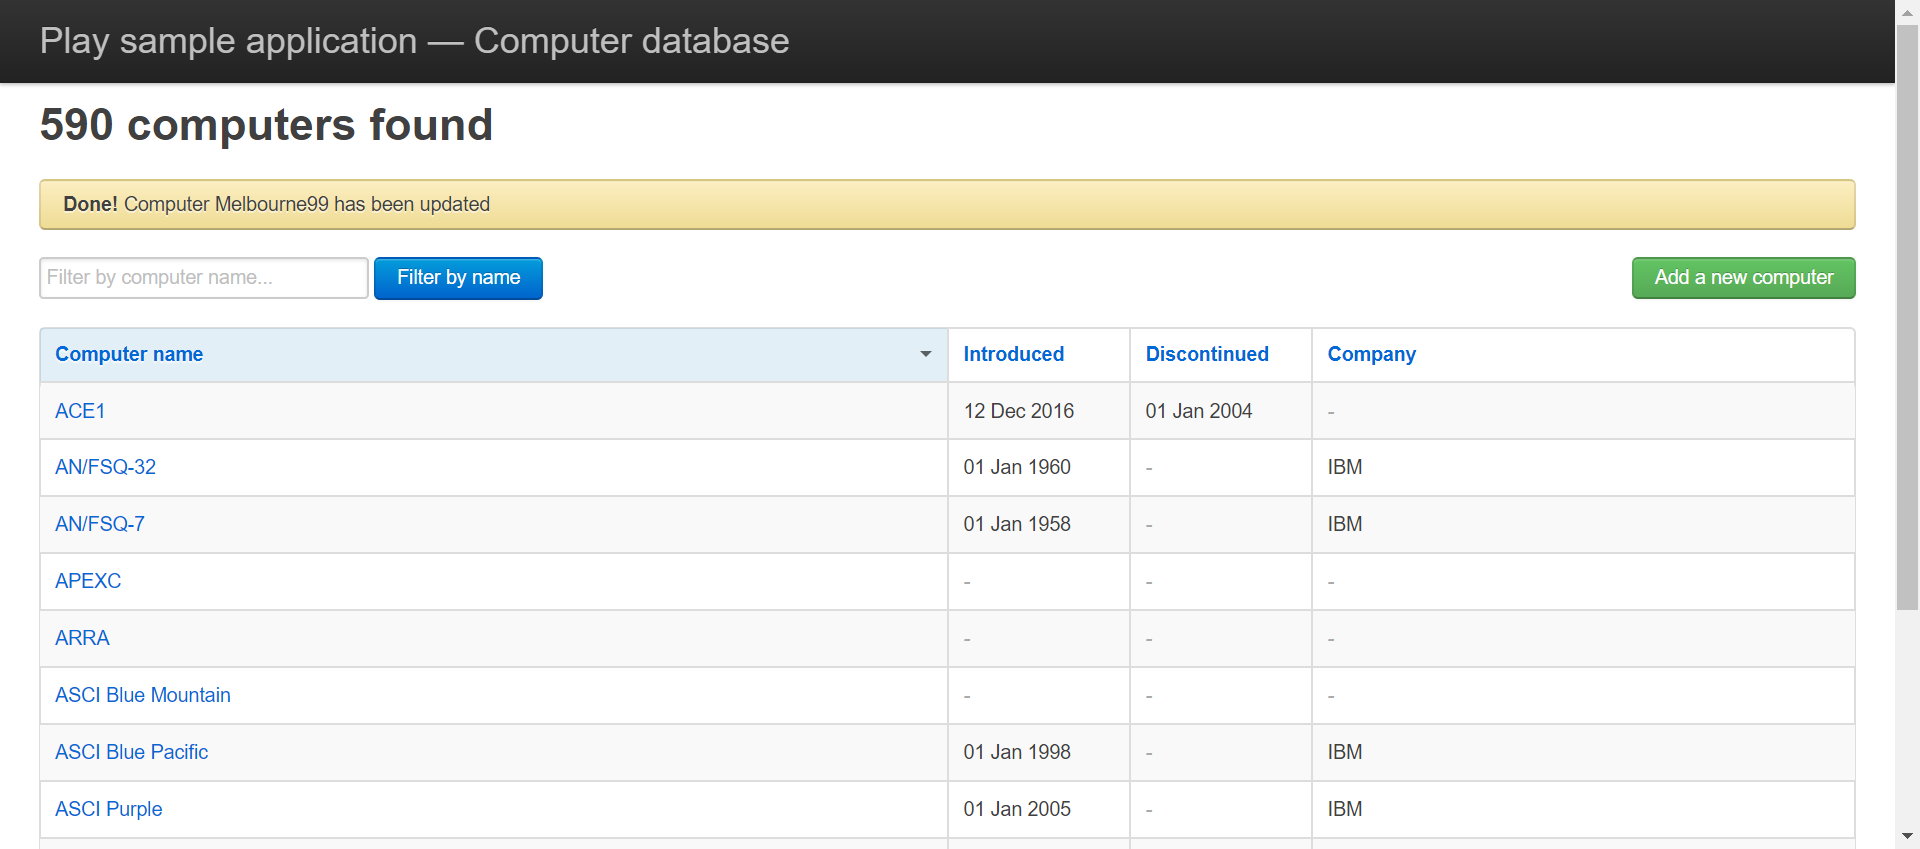 Play sample application — Computer database
590 computers found
Done! Computer Melbourne99 has been updated
Filter by computer name... Filter by name Add a new computer
Computer name Introduced Discontinued Company
ACE1 12 Dec 2016 01 Jan 2004 -
AN/FSQ-32 01 Jan 1960 - IBM
AN/FSQ-7 01 Jan 1958 - IBM
APEXC - - -
ARRA - - -
ASCI Blue Mountain - - -
ASCI Blue Pacific 01 Jan 1998 - IBM
ASCI Purple 01 Jan 2005 - IBM